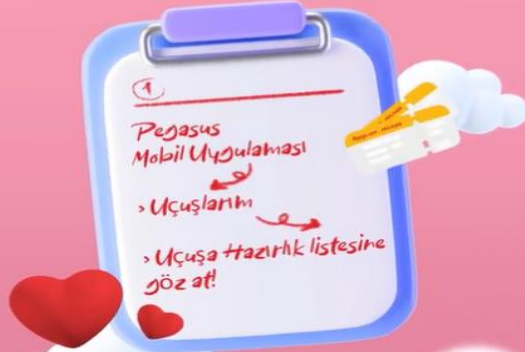 1
Pegasus
Mobil Uygulaması
> Uçuşlarım
> Uçuşa Hazırlık listesine
göz at!